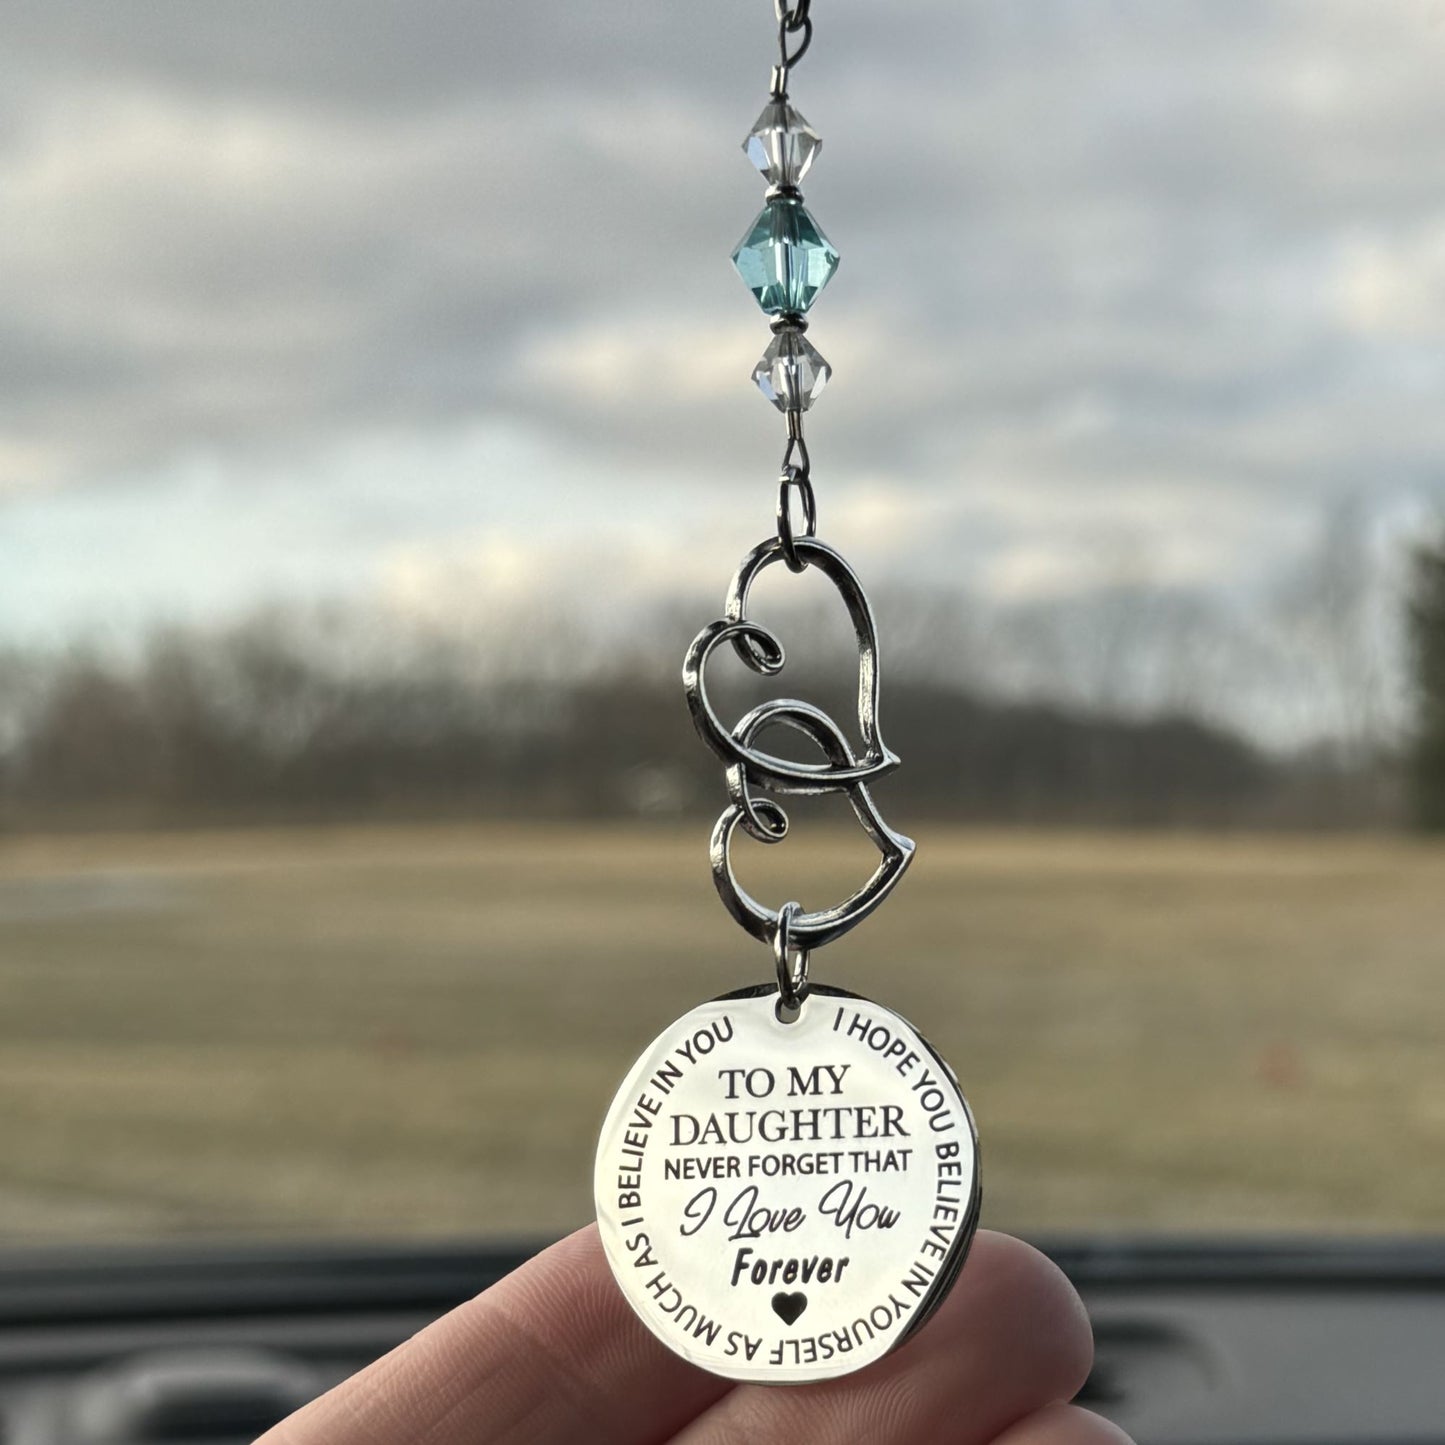 I HOPE YOU BELIEVE IN YOURSELF AS MUCH AS I BELIEVE IN YOU
TO MY
DAUGHTER
NEVER FORGET THAT
I Love You
Forever